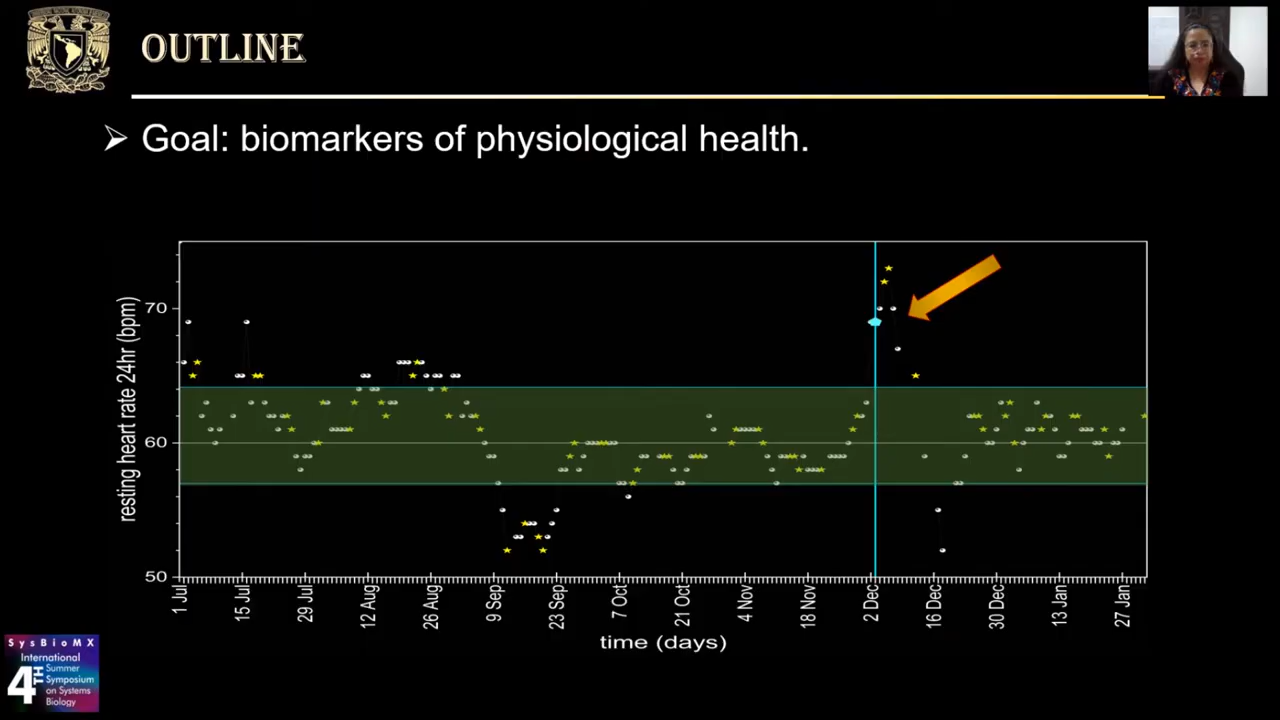 OUTLINE
➢ Goal: biomarkers of physiological health.
resting heart rate 24hr (bpm)
70
60
50
1 Jul
15 Jul
29 Jul
12 Aug
26 Aug
9 Sep
23 Sep
7 Oct
21 Oct
4 Nov
18 Nov
2 Dec
16 Dec
30 Dec
13 Jan
27 Jan
time (days)
SysBioMX
International
4TH
Summer
Symposium
on Systems
Biology